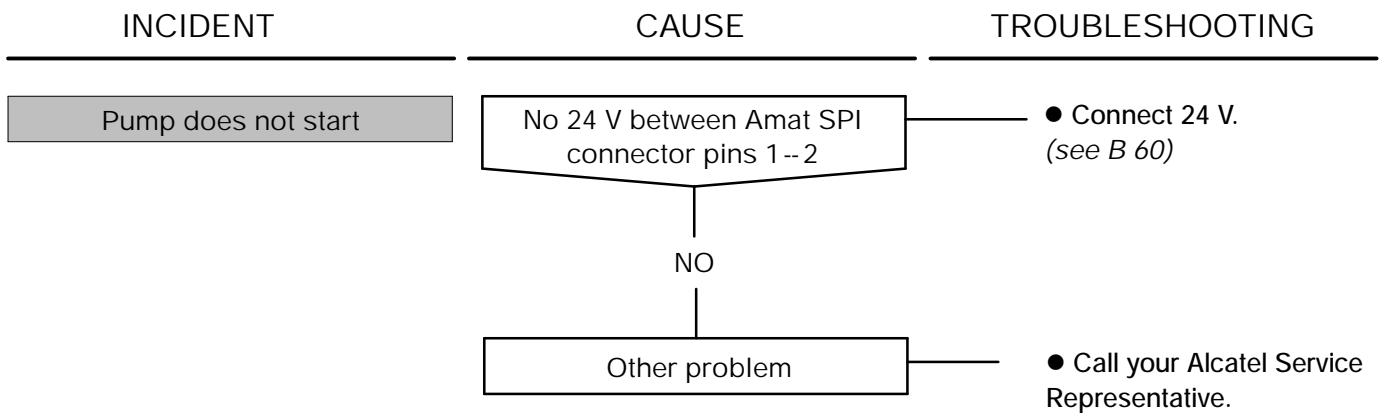 INCIDENT
CAUSE
TROUBLESHOOTING
Pump does not start
No 24 V between Amat SPI
connector pins 1--2
● Connect 24 V.
(see B 60)
NO
Other problem
● Call your Alcatel Service
Representative.